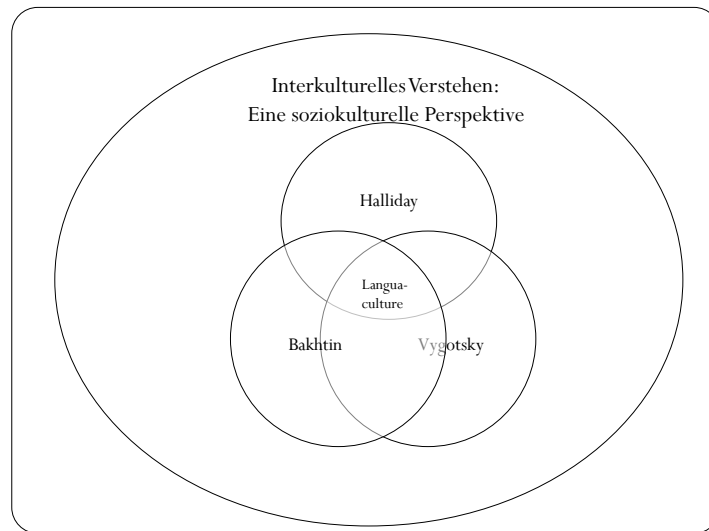 Interkulturelles Verstehen:
Eine soziokulturelle Perspektive
Halliday
Langua-
culture
Bakhtin
Vygotsky